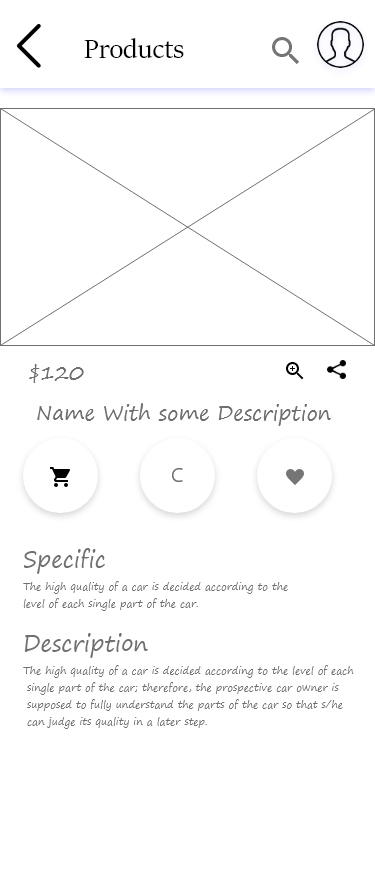 Products
$120
Name With some Description
C
Specific
The high quality of a car is decided according to the
level of each single part of the car.
Description
The high quality of a car is decided according to the level of each
single part of the car; therefore, the prospective car owner is
supposed to fully understand the parts of the car so that s/he
can judge its quality in a later step.